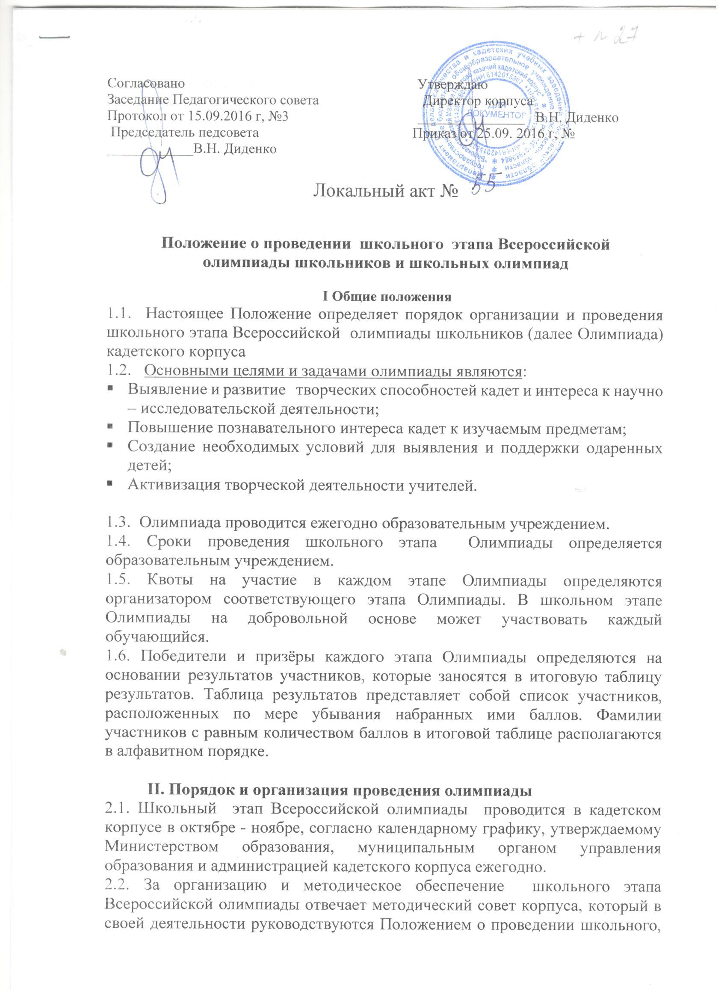 + n 27
Согласовано
Заседание Педагогического совета
Протокол от 15.09.2016 г, №3
Председатель педсовета
______________В.Н. Диденко
Утверждаю
Директор корпуса
_________________ В.Н. Диденко
Приказ от 25.09. 2016 г, №
ДЛЯ
ДОКУМЕНТОВ
Локальный акт № 55
Положение о проведении школьного этапа Всероссийской
олимпиады школьников и школьных олимпиад
I Общие положения
1.1. Настоящее Положение определяет порядок организации и проведения
школьного этапа Всероссийской олимпиады школьников (далее Олимпиада)
кадетского корпуса
1.2. Основными целями и задачами олимпиады являются:
▪ Выявление и развитие творческих способностей кадет и интереса к научно
– исследовательской деятельности;
▪ Повышение познавательного интереса кадет к изучаемым предметам;
▪ Создание необходимых условий для выявления и поддержки одаренных
детей;
▪ Активизация творческой деятельности учителей.
1.3. Олимпиада проводится ежегодно образовательным учреждением.
1.4. Сроки проведения школьного этапа Олимпиады определяется
образовательным учреждением.
1.5. Квоты на участие в каждом этапе Олимпиады определяются
организатором соответствующего этапа Олимпиады. В школьном этапе
Олимпиады на добровольной основе может участвовать каждый
обучающийся.
1.6. Победители и призёры каждого этапа Олимпиады определяются на
основании результатов участников, которые заносятся в итоговую таблицу
результатов. Таблица результатов представляет собой список участников,
расположенных по мере убывания набранных ими баллов. Фамилии
участников с равным количеством баллов в итоговой таблице располагаются
в алфавитном порядке.
II. Порядок и организация проведения олимпиады
2.1. Школьный этап Всероссийской олимпиады проводится в кадетском
корпусе в октябре - ноябре, согласно календарному графику, утверждаемому
Министерством образования, муниципальным органом управления
образования и администрацией кадетского корпуса ежегодно.
2.2. За организацию и методическое обеспечение школьного этапа
Всероссийской олимпиады отвечает методический совет корпуса, который в
своей деятельности руководствуются Положением о проведении школьного,